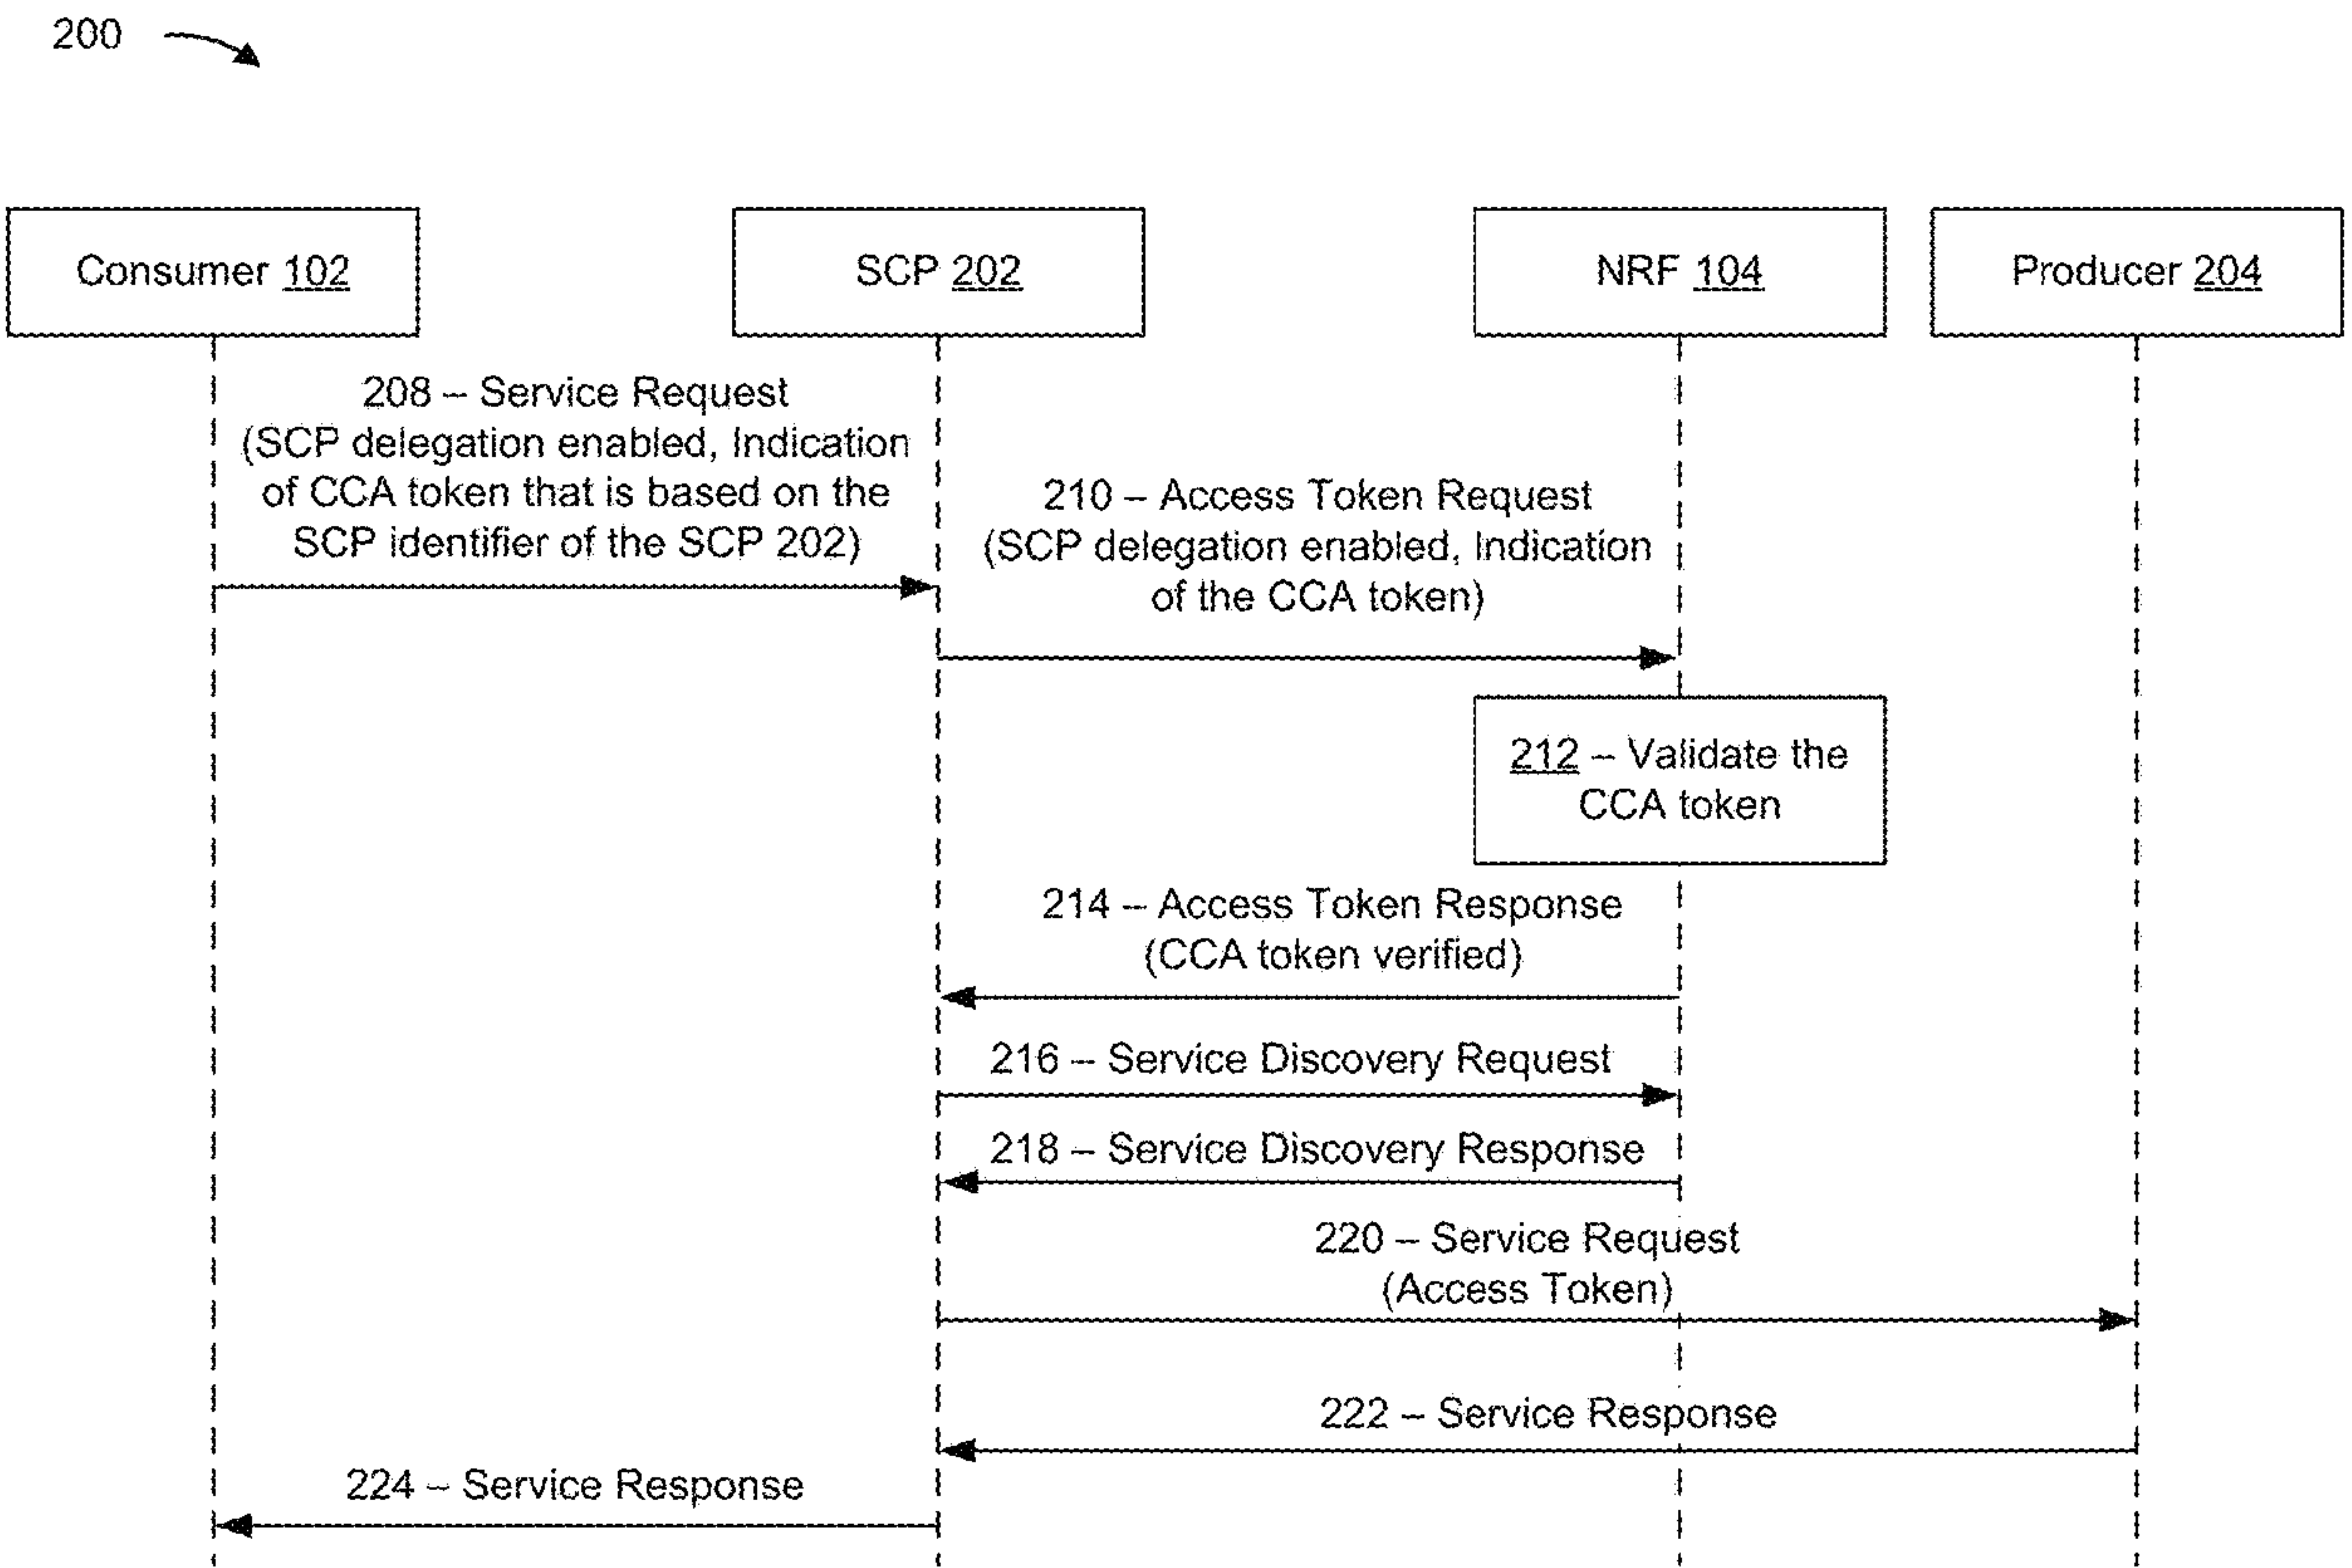 200
Consumer 102
SCP 202
NRF 104
Producer 204
208 – Service Request
(SCP delegation enabled, Indication
of CCA token that is based on the
SCP identifier of the SCP 202)
210 – Access Token Request
(SCP delegation enabled, Indication
of the CCA token)
212 – Validate the
CCA token
214 – Access Token Response
(CCA token verified)
216 – Service Discovery Request
218 – Service Discovery Response
220 – Service Request
(Access Token)
222 – Service Response
224 – Service Response